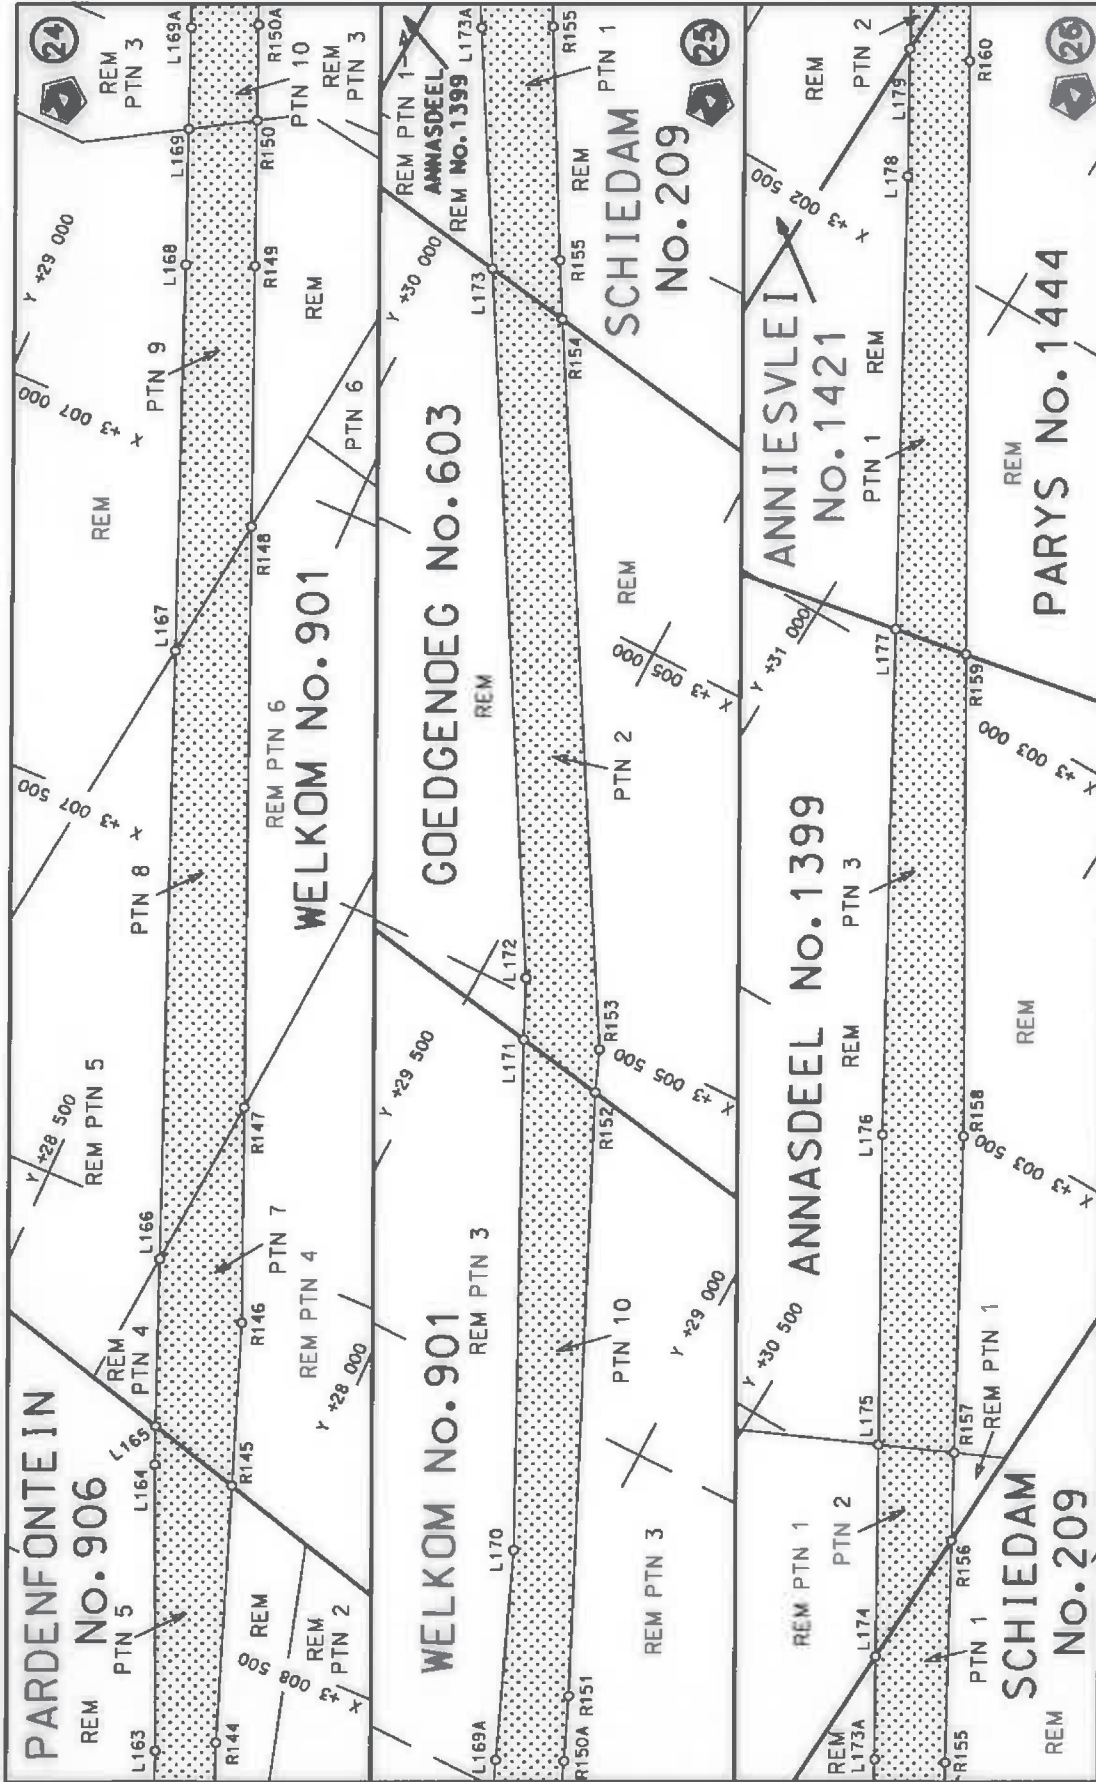 24
PARDENFONTEIN
No.906
REM
PTN 5
L163
R144
L164
L165
R145
REM
REM
PTN 2
X +3 008 500
REM
PTN 4
L166
R146
PTN 7
REM PTN 4
Y +28 000
R147
Y +28 500
REM PTN 5
PTN 8
X +3 007 500
L167
R148
REM PTN 6
WELKOM No.901
REM
PTN 9
X +3 007 000
Y +29 000
L168
R149
REM
PTN 6
L169
R150
L169A
R150A
PTN 10
REM
PTN 3
REM
PTN 3
25
WELKOM No.901
L169A
R150A
R151
L170
REM PTN 3
REM PTN 3
PTN 10
Y +29 000
Y +29 500
L171
R152
L172
R153
X +3 005 500
GOEDGENOEG No.603
REM
PTN 2
REM
X +3 005 000
Y +30 000
L173
R154
R155
REM PTN 1
ANNASDEEL
REM No.1399
L173A
R155
PTN 1
REM
SCHIEDAM
No.209
26
REM
L173A
R155
L174
R156
PTN 1
REM
SCHIEDAM
No.209
REM PTN 1
PTN 2
L175
R157
REM PTN 1
Y +30 500
ANNASDEEL No.1399
REM
PTN 3
L176
R158
X +3 003 500
REM
Y +31 000
L177
R159
X +3 003 000
ANNIESVLEI
No.1421
PTN 1
REM
X +3 002 500
L178
L179
R160
REM
PTN 2
REM
PARYS No.1444